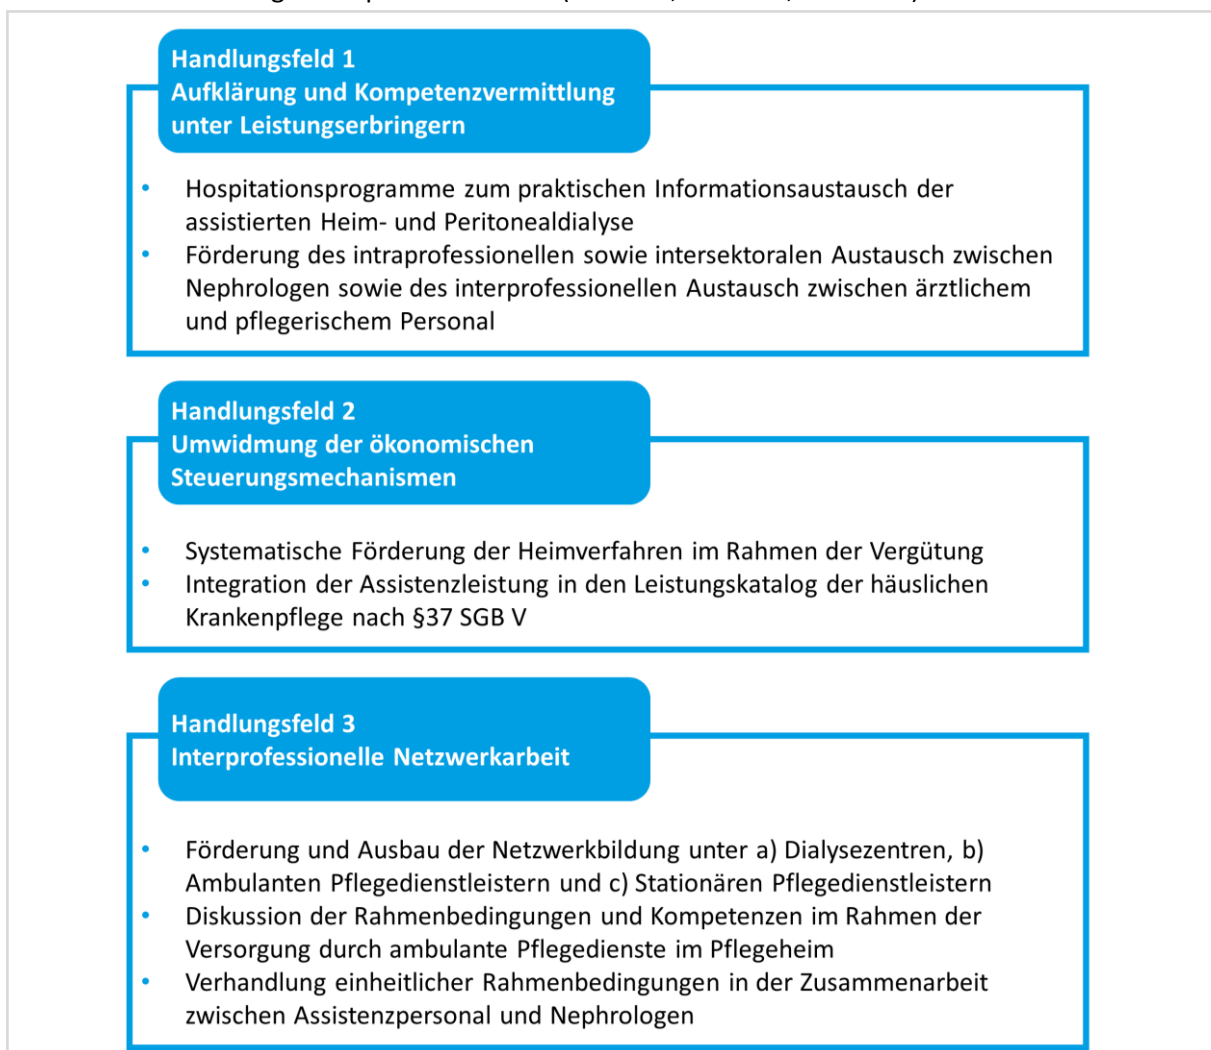 Handlungsfeld 1
Aufklärung und Kompetenzvermittlung
unter Leistungserbringern
• Hospitationsprogramme zum praktischen Informationsaustausch der
assistierten Heim- und Peritonealdialyse
• Förderung des intraprofessionellen sowie intersektoralen Austausch zwischen
Nephrologen sowie des interprofessionellen Austausch zwischen ärztlichem
und pflegerischem Personal
Handlungsfeld 2
Umwidmung der ökonomischen
Steuerungsmechanismen
• Systematische Förderung der Heimverfahren im Rahmen der Vergütung
• Integration der Assistenzleistung in den Leistungskatalog der häuslichen
Krankenpflege nach §37 SGB V
Handlungsfeld 3
Interprofessionelle Netzwerkarbeit
• Förderung und Ausbau der Netzwerkbildung unter a) Dialysezentren, b)
Ambulanten Pflegedienstleistern und c) Stationären Pflegedienstleistern
• Diskussion der Rahmenbedingungen und Kompetenzen im Rahmen der
Versorgung durch ambulante Pflegedienste im Pflegeheim
• Verhandlung einheitlicher Rahmenbedingungen in der Zusammenarbeit
zwischen Assistenzpersonal und Nephrologen